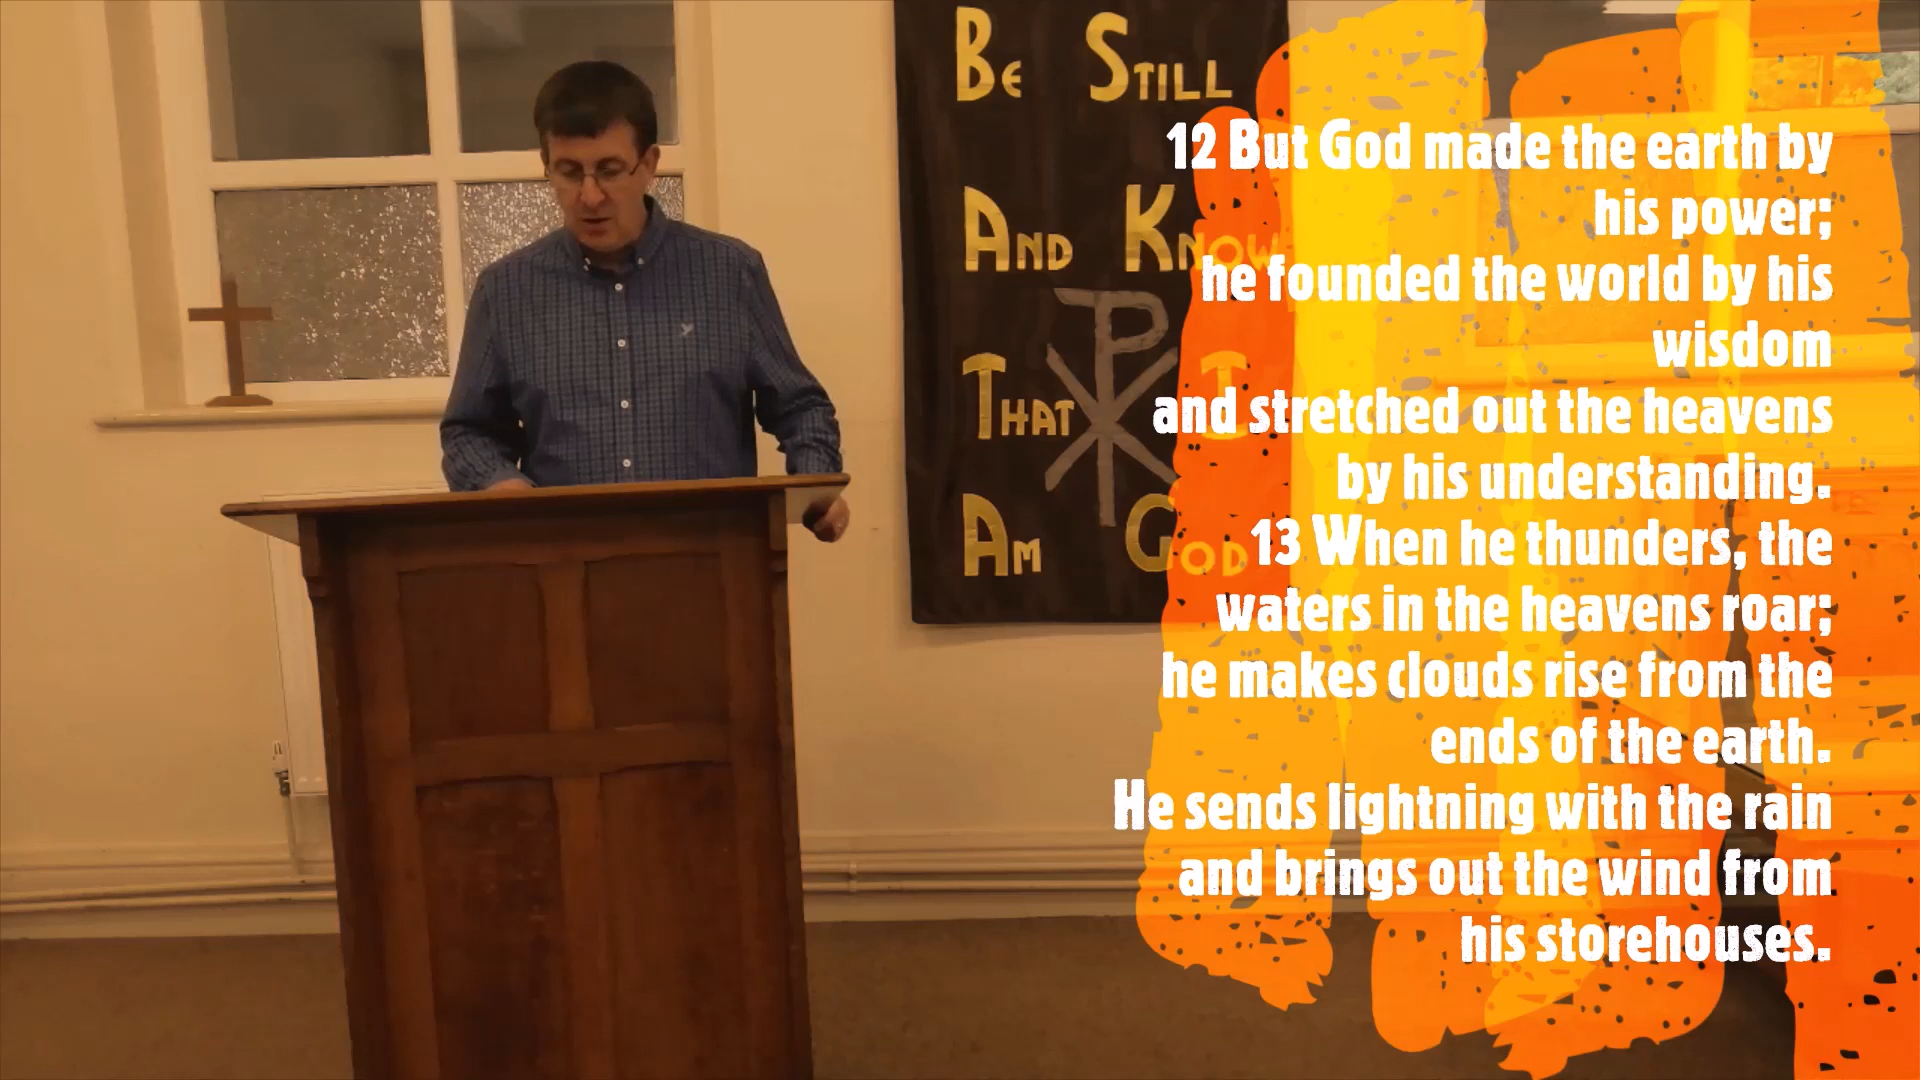 Be Still
And Know
That I
Am God
12 But God made the earth by
his power;
he founded the world by his
wisdom
and stretched out the heavens
by his understanding.
13 When he thunders, the
waters in the heavens roar;
he makes clouds rise from the
ends of the earth.
He sends lightning with the rain
and brings out the wind from
his storehouses.